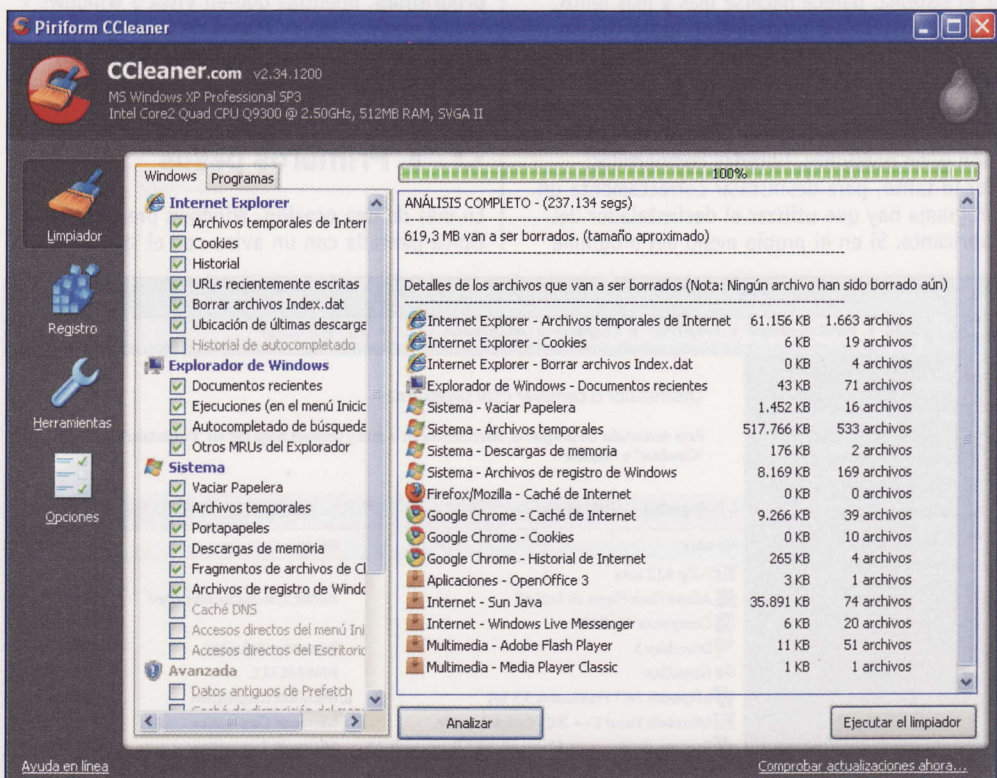 Piriform CCleaner
CCleaner.com v2.34.1200
MS Windows XP Professional SP3
Intel Core2 Quad CPU Q9300 @ 2.50GHz, 512MB RAM, SVGA II
Limpiador
Registro
Herramientas
Opciones
Windows Programas
Internet Explorer
Archivos temporales de Intern
Cookies
Historial
URLs recientemente escritas
Borrar archivos Index.dat
Ubicación de últimas descarga
Historial de autocompletado
Explorador de Windows
Documentos recientes
Ejecuciones (en el menú Inicio
Autocompletado de búsqueda
Otros MRUs del Explorador
Sistema
Vaciar Papelera
Archivos temporales
Portapapeles
Descargas de memoria
Fragmentos de archivos de Cl
Archivos de registro de Windo
Caché DNS
Accesos directos del menú Ini
Accesos directos del Escritorio
Avanzada
Datos antiguos de Prefetch
100%
ANÁLISIS COMPLETO - (237.134 segs)
619,3 MB van a ser borrados, (tamaño aproximado)
Detalles de los archivos que van a ser borrados (Nota: Ningún archivo han sido borrado aún)
Internet Explorer - Archivos temporales de Internet 61.156 KB 1.663 archivos
Internet Explorer - Cookies 6 KB 19 archivos
Internet Explorer - Borrar archivos Index.dat 0 KB 4 archivos
Explorador de Windows - Documentos recientes 43 KB 71 archivos
Sistema - Vaciar Papelera 1.452 KB 16 archivos
Sistema - Archivos temporales 517.766 KB 533 archivos
Sistema - Descargas de memoria 176 KB 2 archivos
Sistema - Archivos de registro de Windows 8.169 KB 169 archivos
Firefox/Mozilla - Caché de Internet 0 KB 0 archivos
Google Chrome - Caché de Internet 9.266 KB 39 archivos
Google Chrome - Cookies 0 KB 10 archivos
Google Chrome - Historial de Internet 265 KB 4 archivos
Aplicaciones - OpenOffice 3 3 KB 1 archivos
Internet - Sun Java 35.891 KB 74 archivos
Internet - Windows Live Messenger 6 KB 20 archivos
Multimedia - Adobe Flash Player 11 KB 51 archivos
Multimedia - Media Player Classic 1 KB 1 archivos
Analizar
Ejecutar el limpiador
Ayuda en línea
Comprobar actualizaciones ahora...